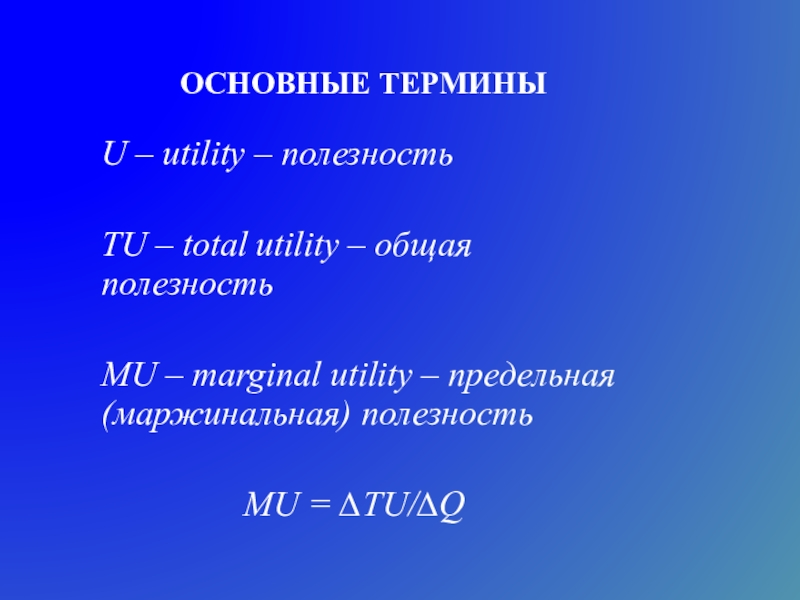 ОСНОВНЫЕ ТЕРМИНЫ
U – utility – полезность
TU – total utility – общая
полезность
MU – marginal utility – предельная
(маржинальная) полезность
MU = ∆TU/∆Q